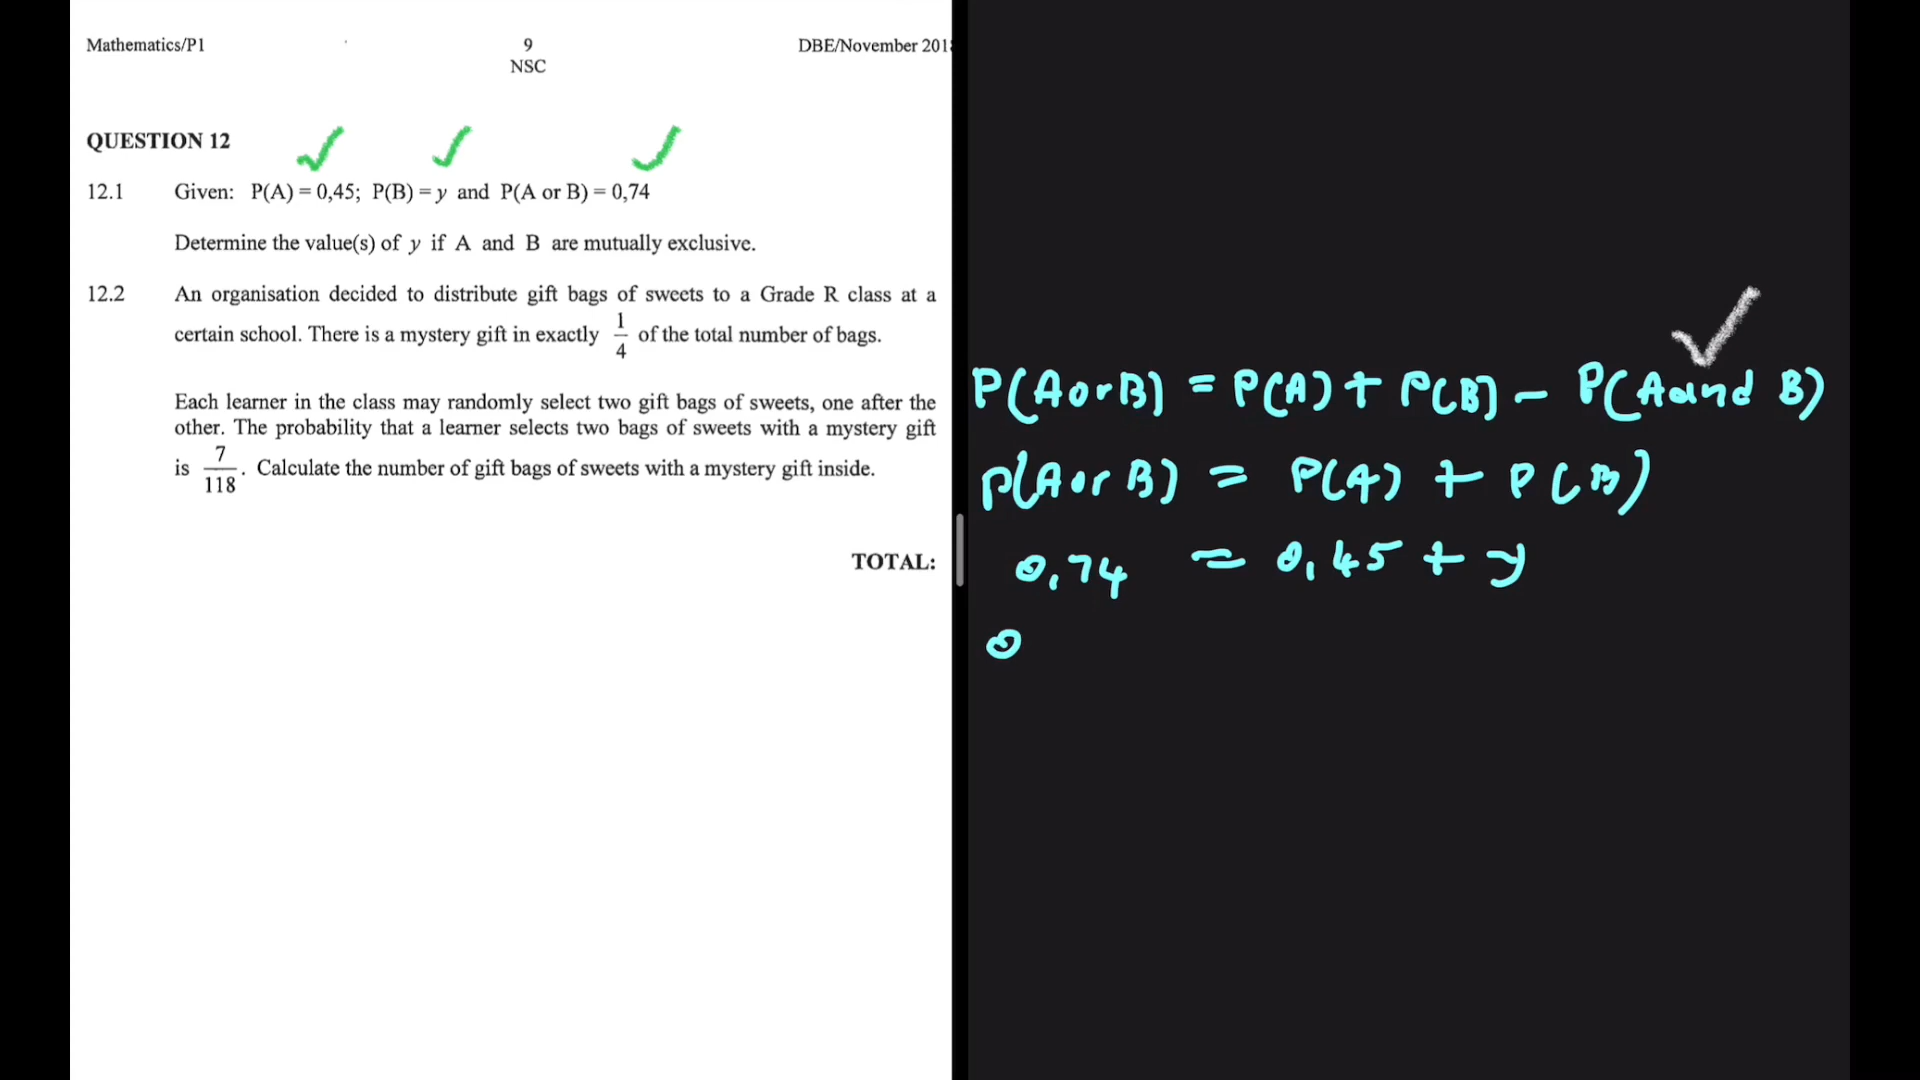 Mathematics/P1
9
DBE/November 201
NSC
QUESTION 12
12.1 Given: P(A) = 0,45; P(B) = y and P(A or B) = 0,74
Determine the value(s) of y if A and B are mutually exclusive.
12.2 An organisation decided to distribute gift bags of sweets to a Grade R class at a
certain school. There is a mystery gift in exactly 1/4 of the total number of bags.
Each learner in the class may randomly select two gift bags of sweets, one after the
other. The probability that a learner selects two bags of sweets with a mystery gift
is 7/118. Calculate the number of gift bags of sweets with a mystery gift inside.
TOTAL:
P(A or B) = P(A) + P(B) - P(A and B)
P(A or B) = P(A) + P(B)
0,74 = 0,45 + y
0